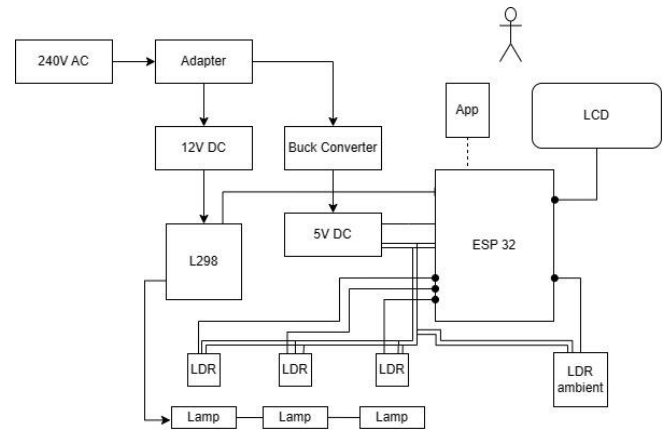 240V AC
Adapter
App
LCD
12V DC
Buck Converter
5V DC
ESP 32
L298
LDR
LDR
LDR
LDR
ambient
Lamp
Lamp
Lamp